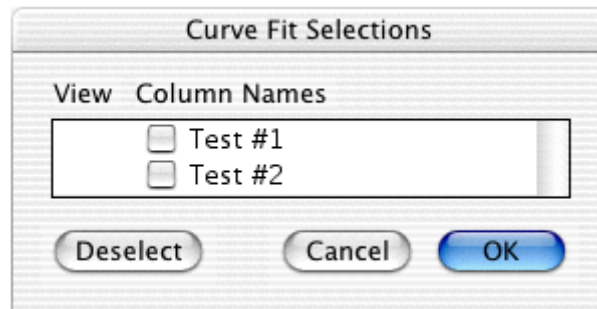 Curve Fit Selections
View Column Names
Test #1
Test #2
Deselect Cancel OK